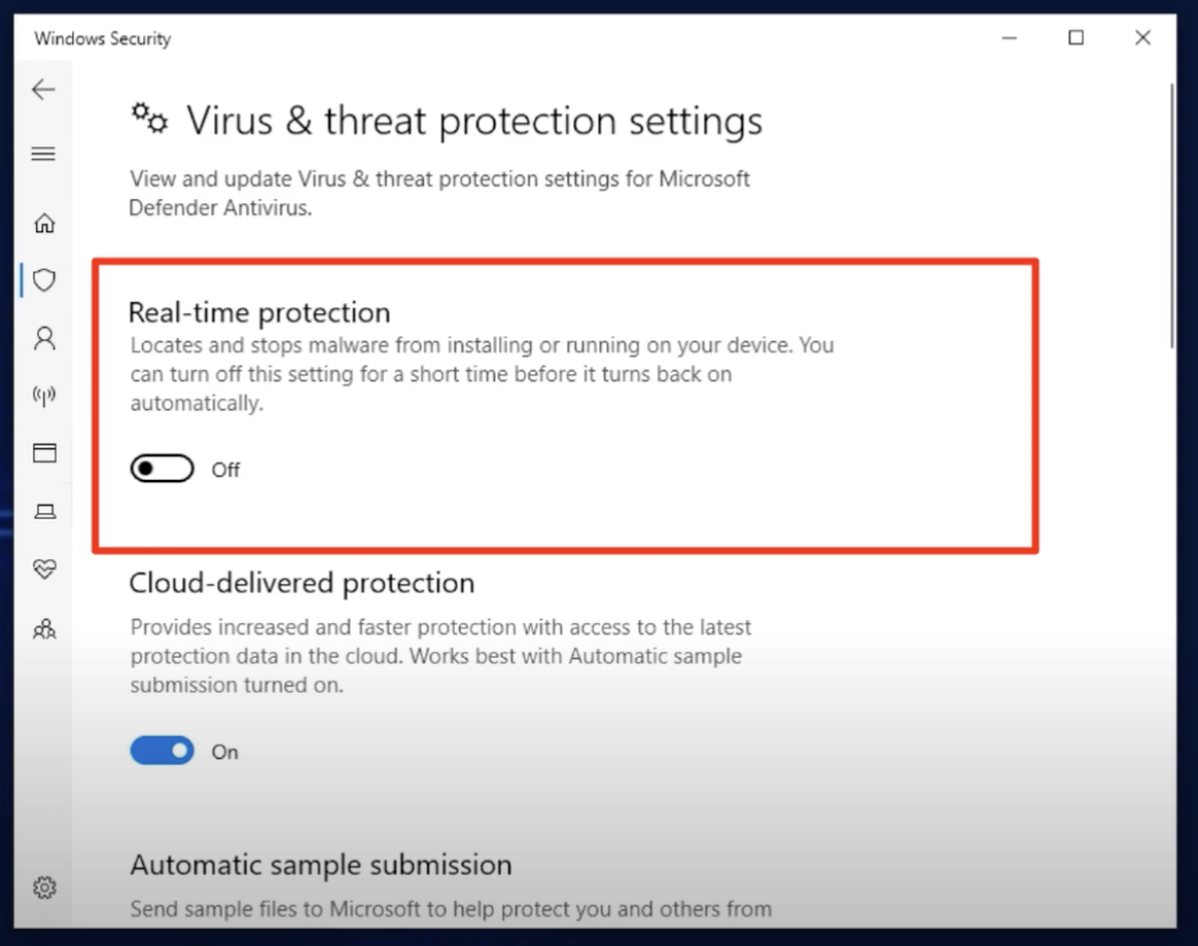 Windows Security
Virus & threat protection settings
View and update Virus & threat protection settings for Microsoft
Defender Antivirus.
Real-time protection
Locates and stops malware from installing or running on your device. You
can turn off this setting for a short time before it turns back on
automatically.
Off
Cloud-delivered protection
Provides increased and faster protection with access to the latest
protection data in the cloud. Works best with Automatic sample
submission turned on.
On
Automatic sample submission
Send sample files to Microsoft to help protect you and others from